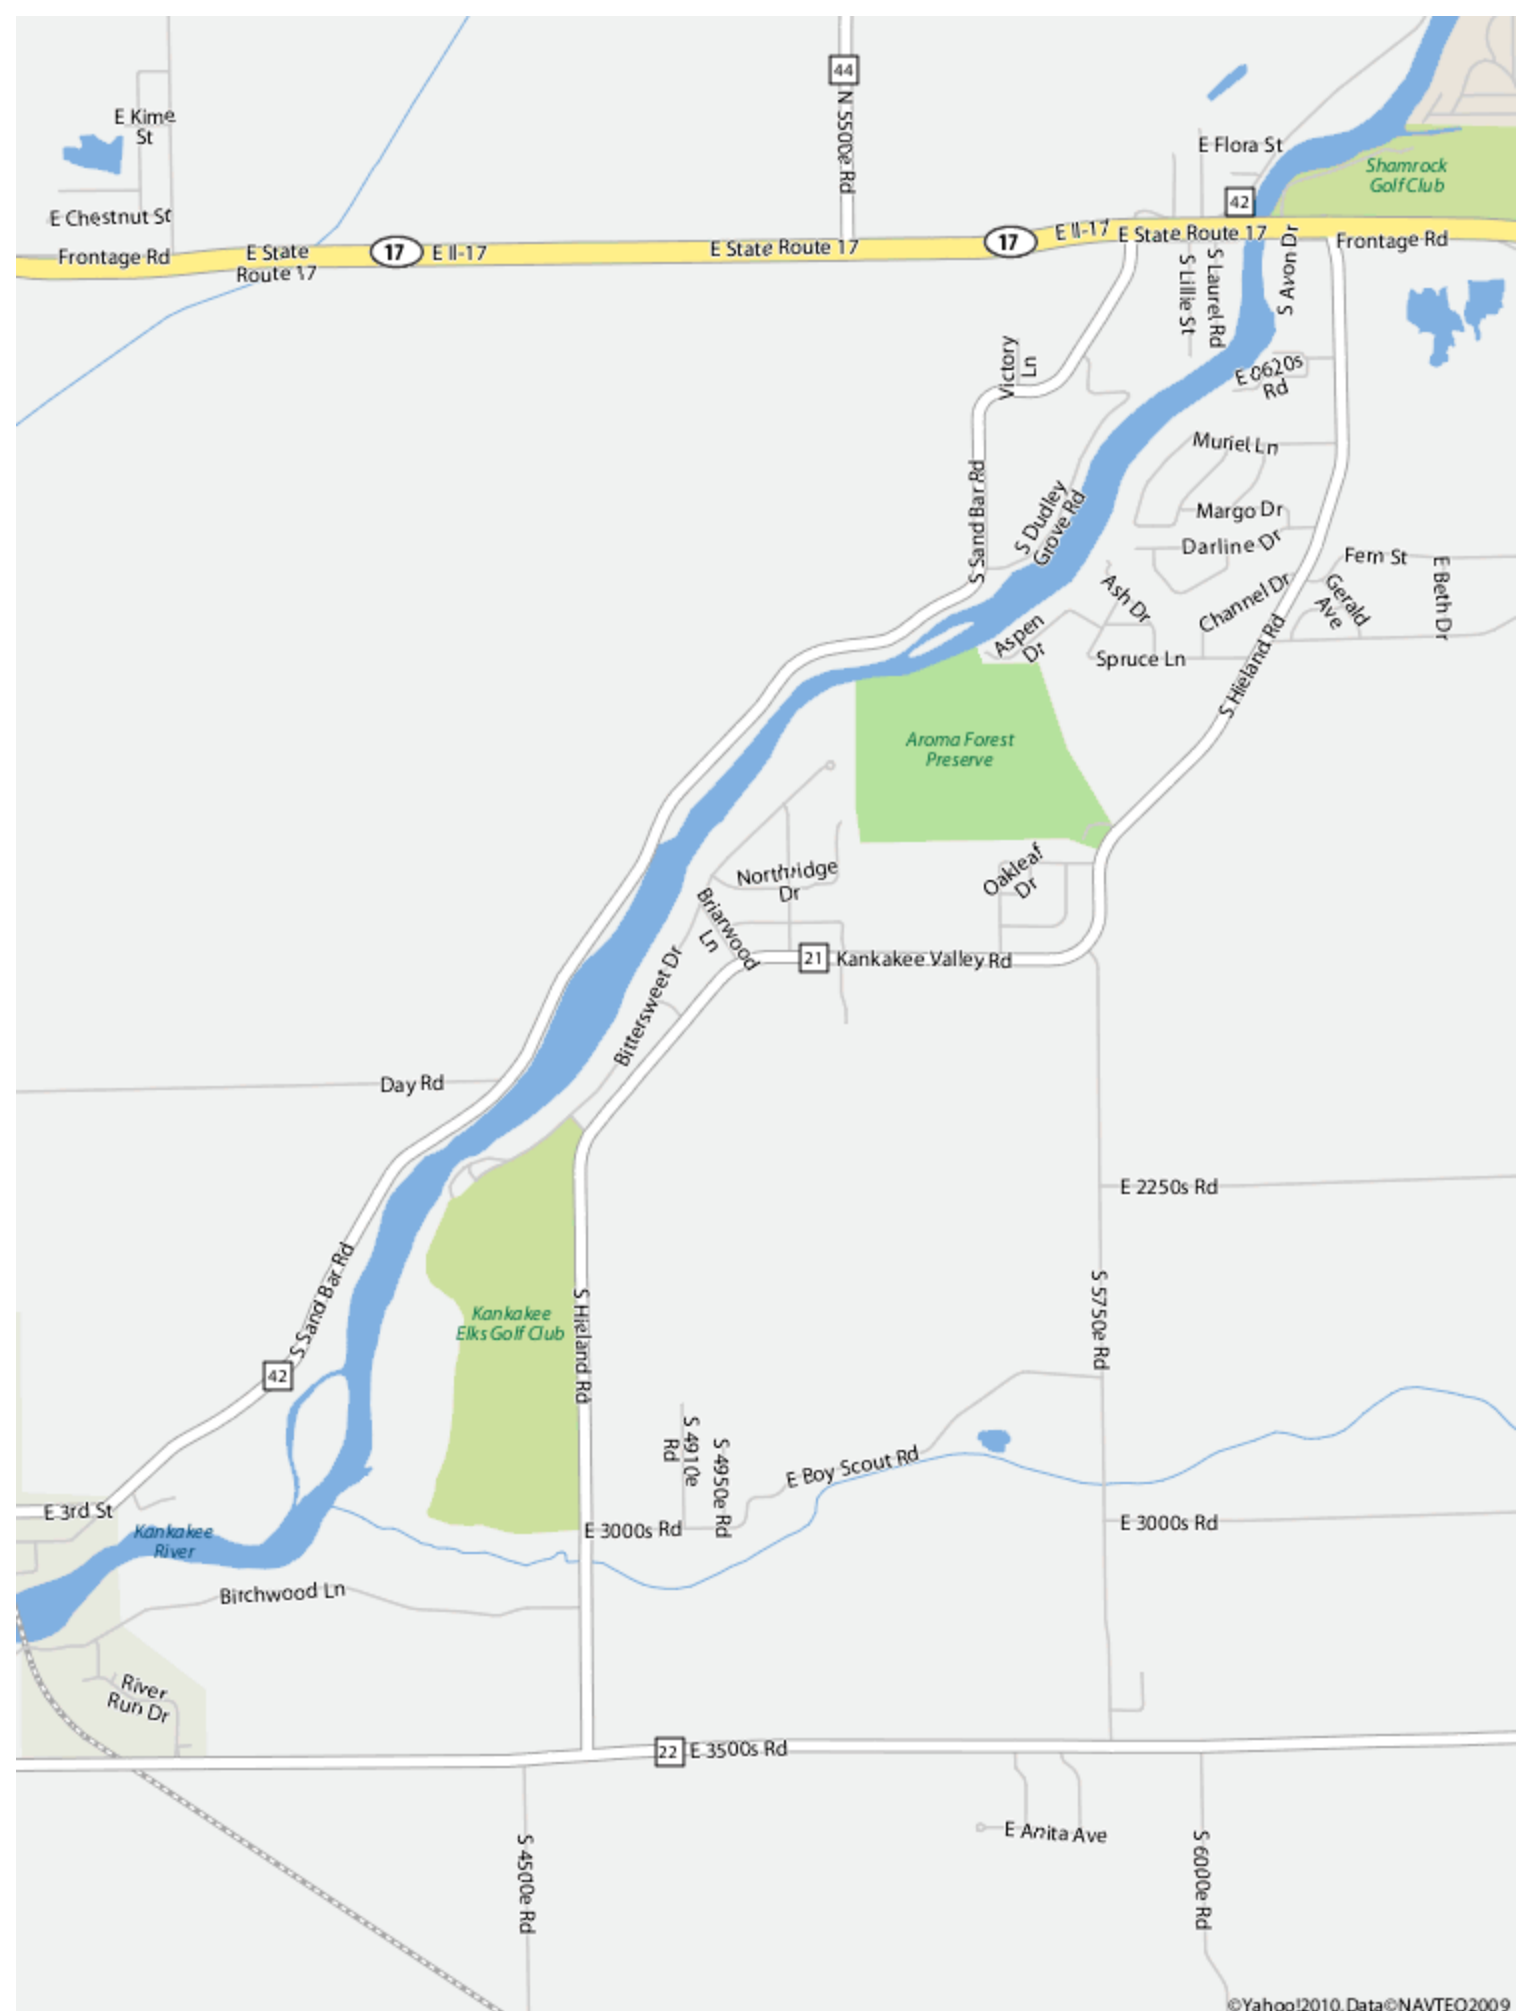 44
E Kime
St
N 5500e Rd
E Flora St
Shamrock
Golf Club
42
E Chestnut St
Frontage Rd
E State
Route 17
17
E Il-17
E State Route 17
17
E Il-17
E State Route 17
Frontage Rd
S Lillie St
S Laurel Rd
S Avon Dr
Victory
Ln
E 0620s
Rd
Muriel Ln
S Sand Bar Rd
S Dudley
Grove Rd
Margo Dr
Darline Dr
Fern St
E Beth Dr
Ash Dr
Channel Dr
Gerald
Ave
Aspen
Dr
Spruce Ln
S Hieland Rd
Aroma Forest
Preserve
Northridge
Dr
Oakleaf
Dr
Briarwood
Ln
21
Kankakee Valley Rd
Bittersweet Dr
Day Rd
E 2250s Rd
S Sand Bar Rd
Kankakee
Elks Golf Club
S Hieland Rd
S 5750e Rd
42
S 4910e
Rd
S 4950e Rd
E Boy Scout Rd
E 3rd St
Kankakee
River
E 3000s Rd
E 3000s Rd
Birchwood Ln
River
Run Dr
22
E 3500s Rd
E Anita Ave
S 4500e Rd
S 6000e Rd
©Yahoo!2010, Data©NAVTEQ2009